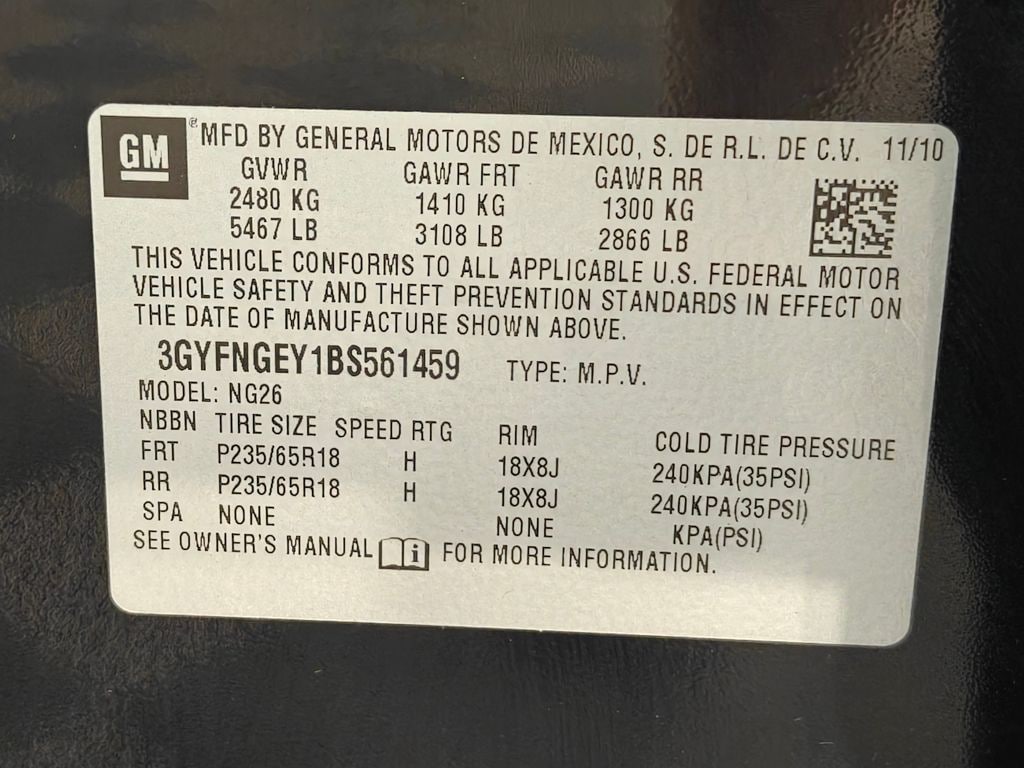 GM ® MFD BY GENERAL MOTORS DE MEXICO, S. DE R.L. DE C.V. 11/10
GVWR GAWR FRT GAWR RR
2480 KG 1410 KG 1300 KG
5467 LB 3108 LB 2866 LB
THIS VEHICLE CONFORMS TO ALL APPLICABLE U.S. FEDERAL MOTOR
VEHICLE SAFETY AND THEFT PREVENTION STANDARDS IN EFFECT ON
THE DATE OF MANUFACTURE SHOWN ABOVE.
3GYFNGEY1BS561459 TYPE: M.P.V.
MODEL: NG26
NBBN TIRE SIZE SPEED RTG RIM COLD TIRE PRESSURE
FRT P235/65R18 H 18X8J 240KPA(35PSI)
RR P235/65R18 H 18X8J 240KPA(35PSI)
SPA NONE NONE KPA(PSI)
SEE OWNER'S MANUAL i FOR MORE INFORMATION.